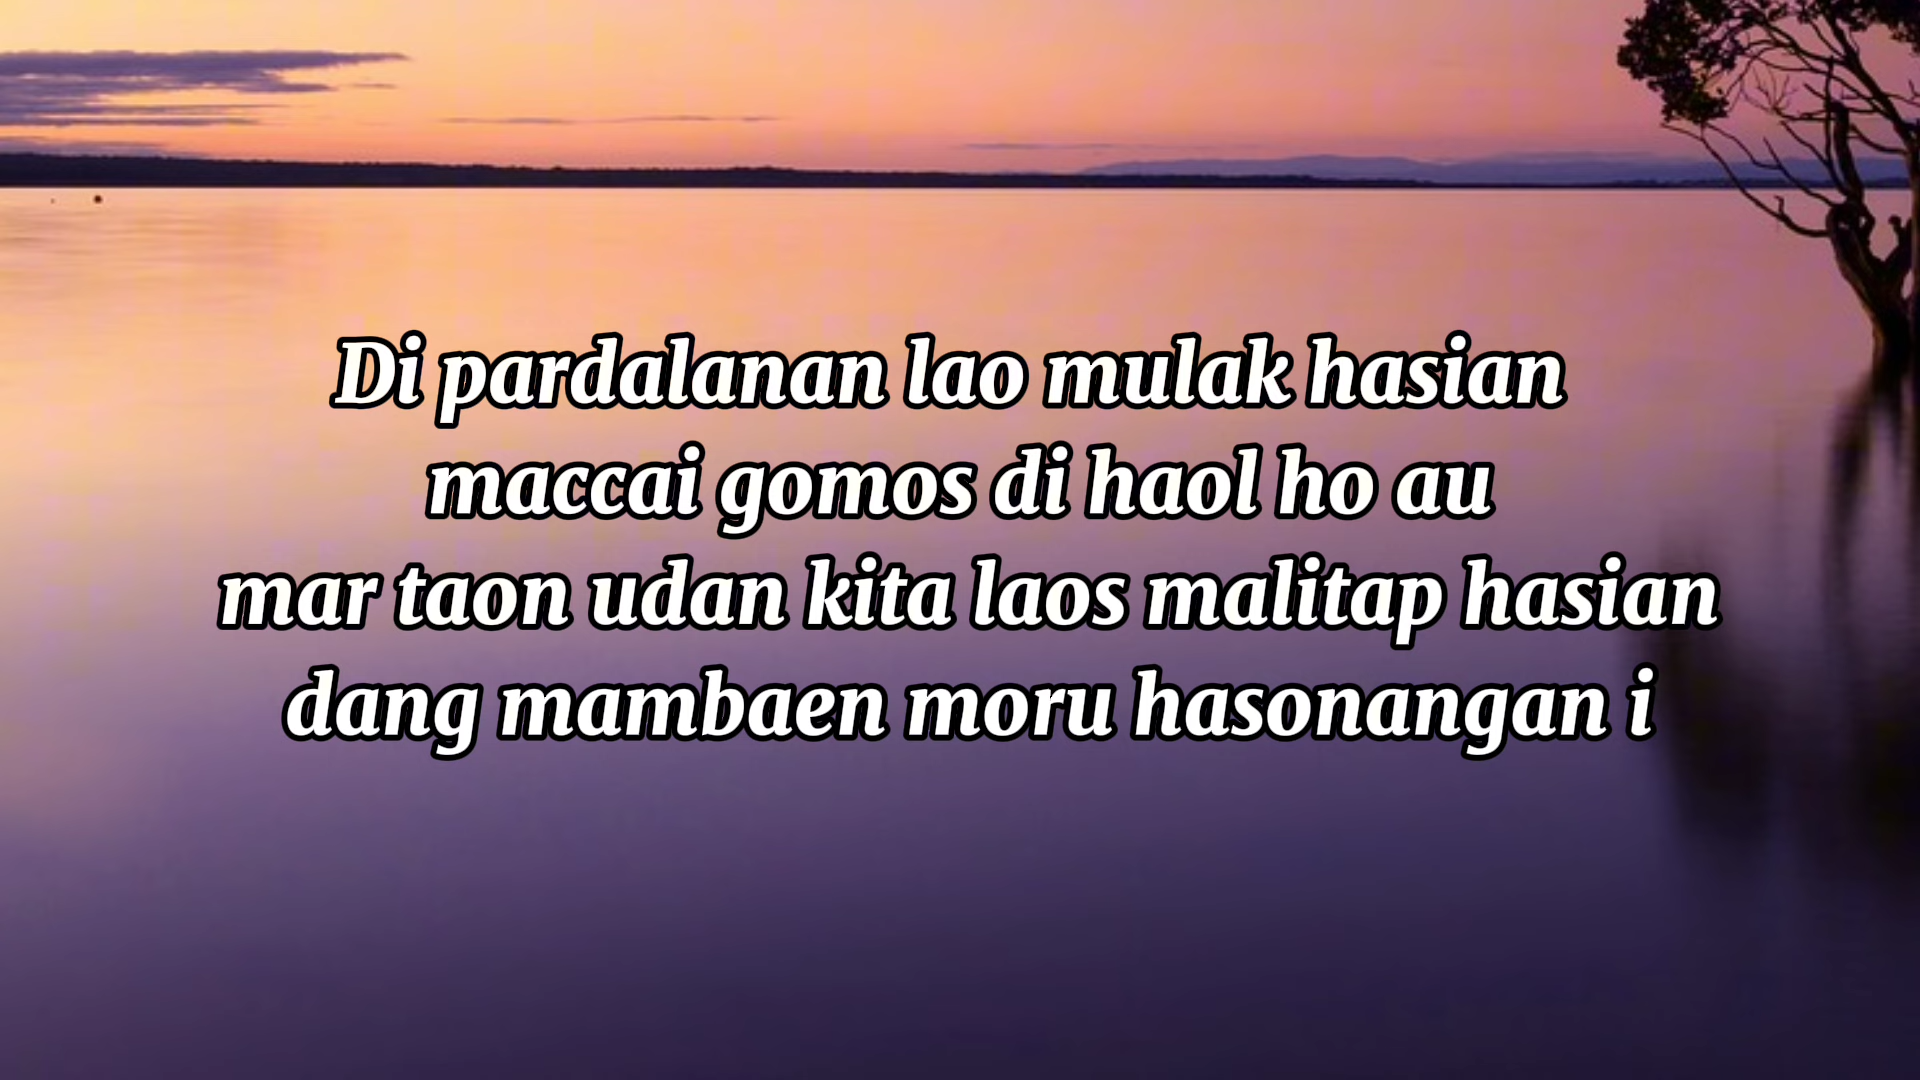 Di pardalanan lao mulak hasian
maccai gomos di haol ho au
mar taon udan kita laos malitap hasian
dang mambaen moru hasonangan i